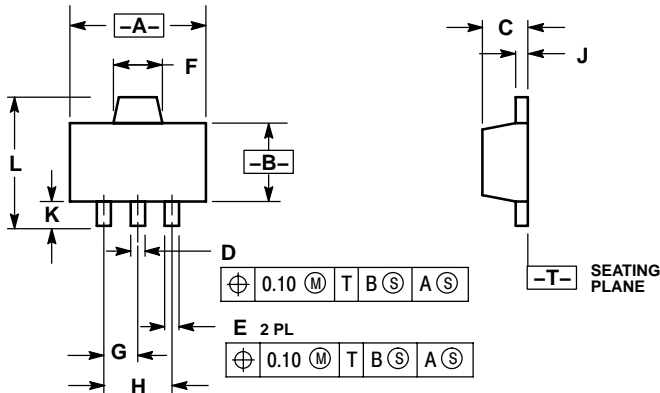 –A–
C
F
J
L
–B–
K
D
⌖ 0.10 Ⓜ T B Ⓢ A Ⓢ
–T– SEATING
PLANE
E 2 PL
⌖ 0.10 Ⓜ T B Ⓢ A Ⓢ
G
H